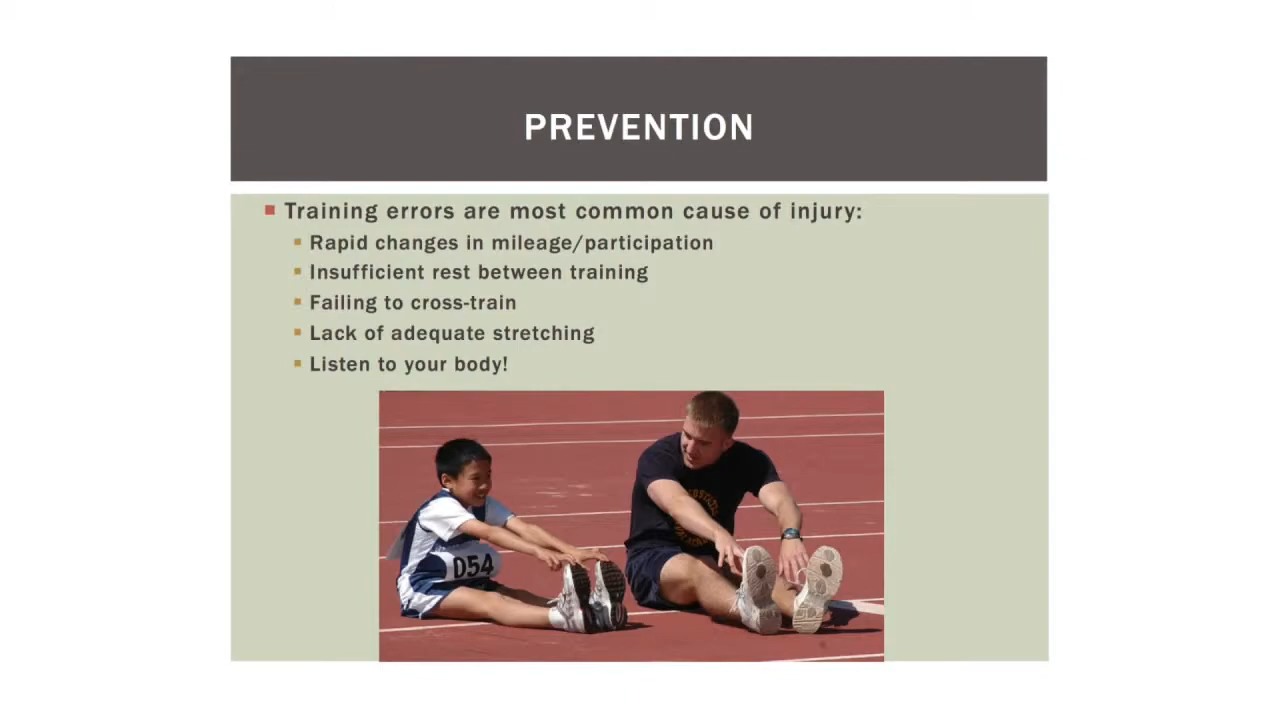 PREVENTION
Training errors are most common cause of injury:
Rapid changes in mileage/participation
Insufficient rest between training
Failing to cross-train
Lack of adequate stretching
Listen to your body!
D54